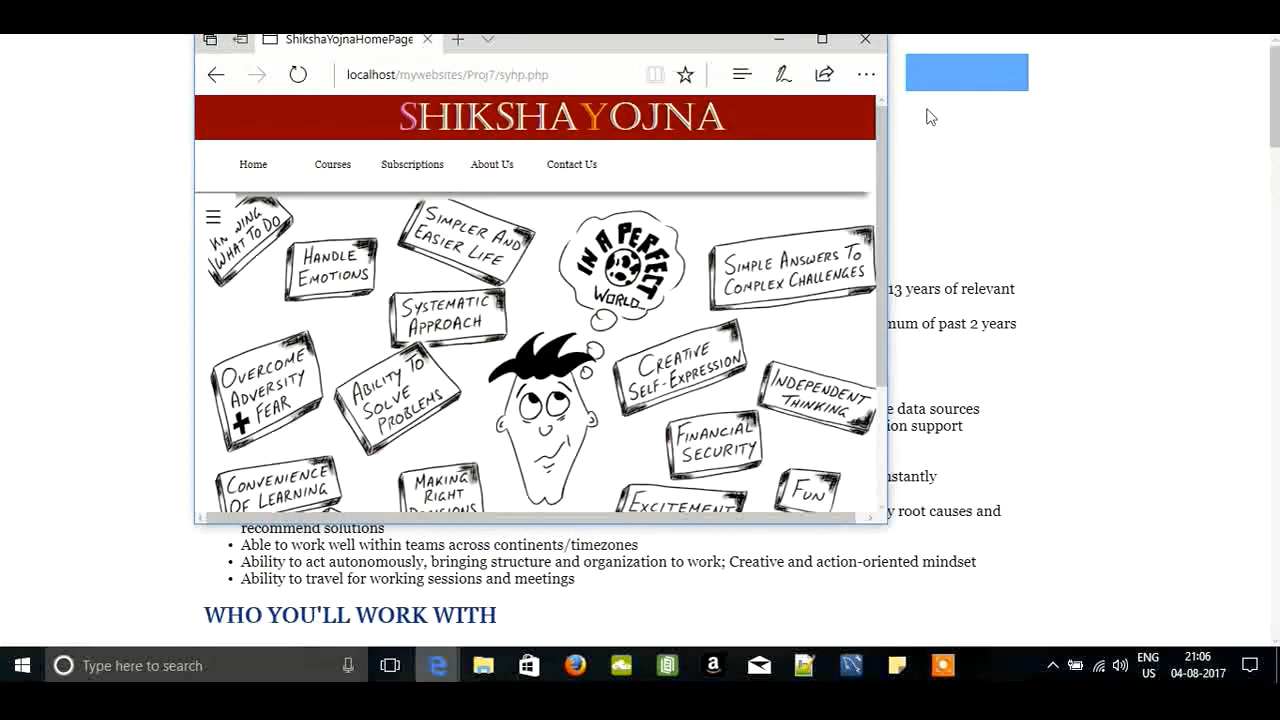 ShikshaYojnaHomePage
localhost/mywebsites/Proj7/syhp.php
SHIKSHAYOJNA
Home Courses Subscriptions About Us Contact Us
WHAT TO DO
HANDLE EMOTIONS
SIMPLER AND
EASIER LIFE
IN A PERFECT
WORLD...
SIMPLE ANSWERS TO
COMPLEX CHALLENGES
13 years of relevant
SYSTEMATIC
APPROACH
mum of past 2 years
OVERCOME
ADVERSITY
+ FEAR
ABILITY TO
SOLVE
PROBLEMS
CREATIVE
SELF-EXPRESSION
INDEPENDENT
THINKING
e data sources
ion support
FINANCIAL
SECURITY
CONVENIENCE
OF LEARNING
MAKING
RIGHT
EXCITEMENT
FUN
nstantly
y root causes and
recommend solutions
• Able to work well within teams across continents/timezones
• Ability to act autonomously, bringing structure and organization to work; Creative and action-oriented mindset
• Ability to travel for working sessions and meetings
WHO YOU'LL WORK WITH
Type here to search
ENG
US
21:06
04-08-2017